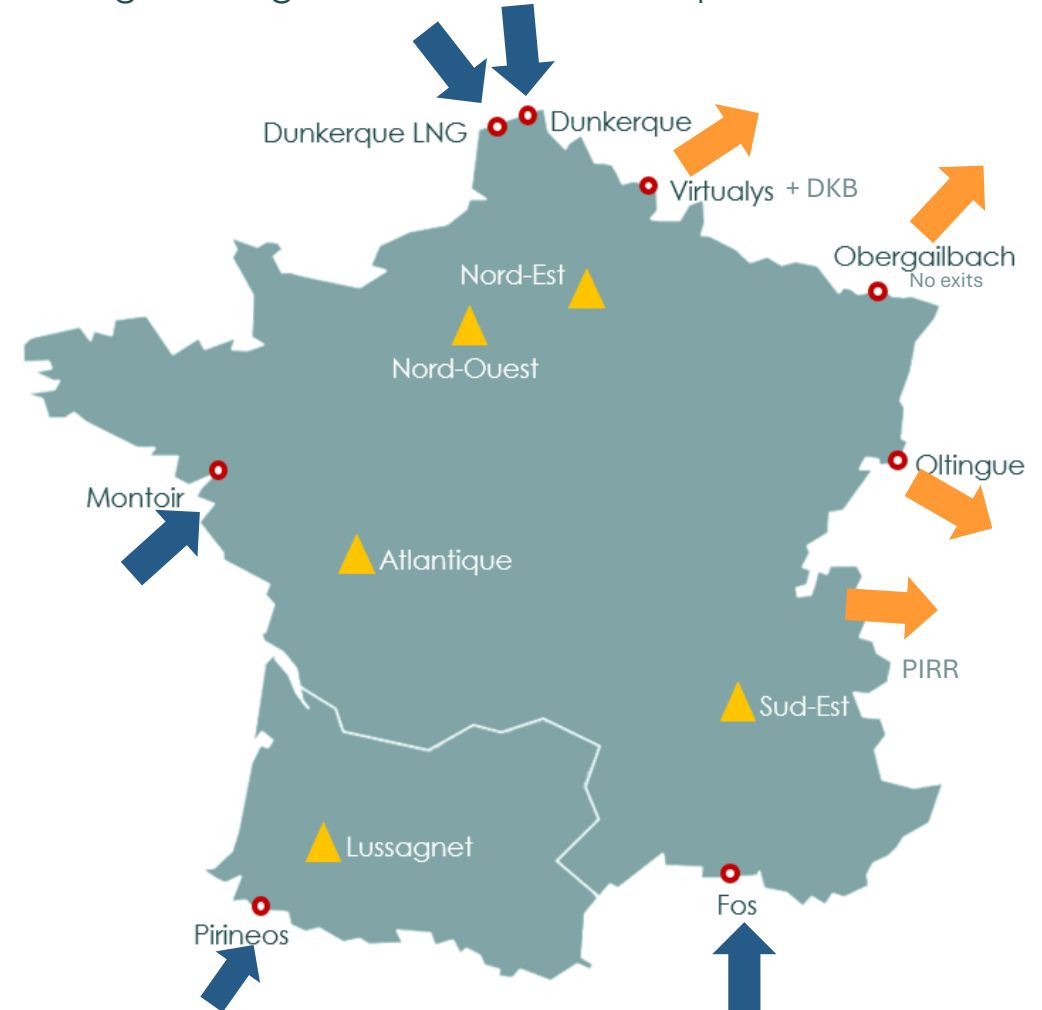 Dunkerque LNG
Dunkerque
Virtualys + DKB
Obergailbach
No exits
Nord-Est
Nord-Ouest
Oltingue
Montoir
Atlantique
PIRR
Sud-Est
Lussagnet
Fos
Pirineos